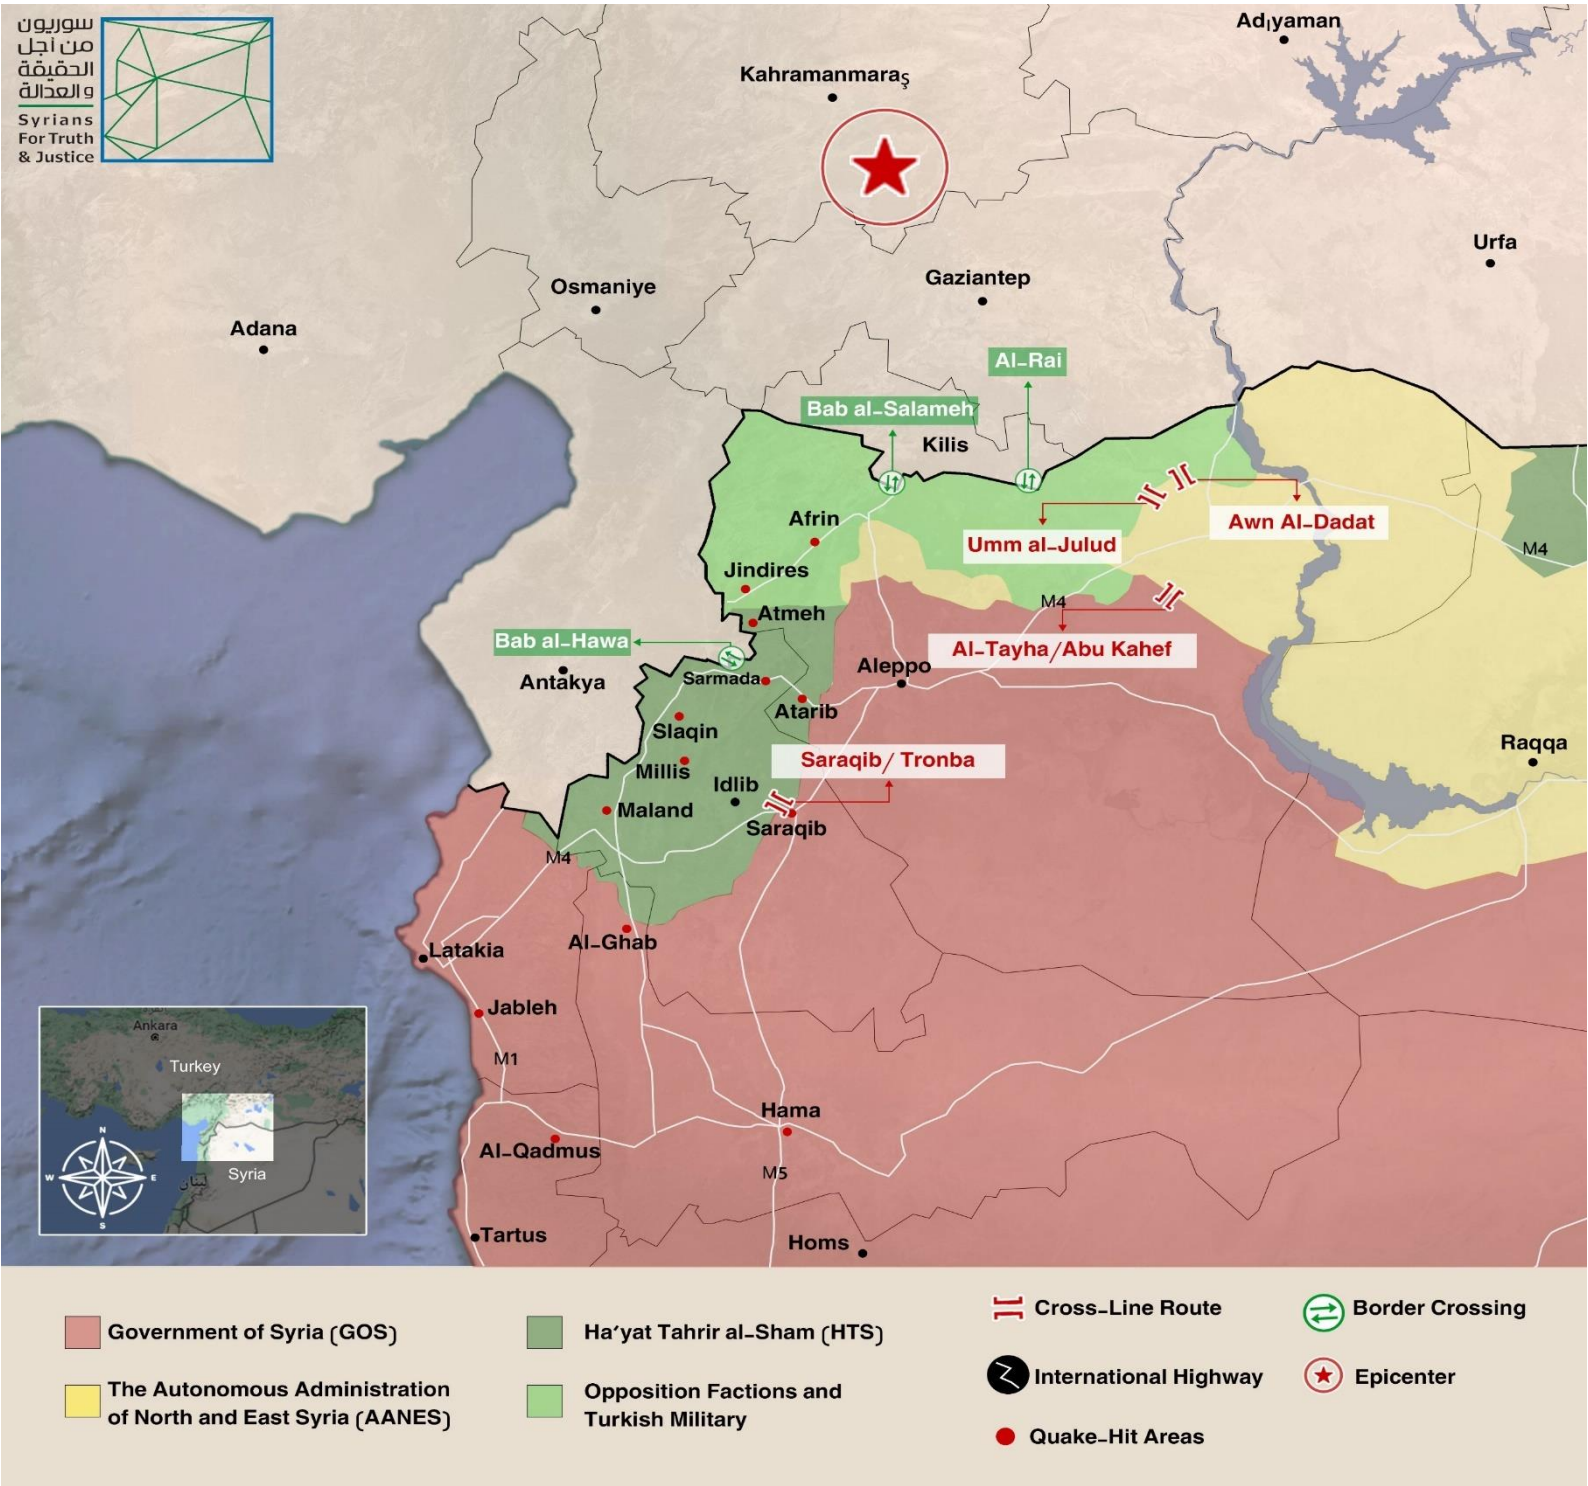 سوريون
من أجل
الحقيقة
والعدالة
Syrians
For Truth
& Justice
Adıyaman
Kahramanmaraş
Urfa
Gaziantep
Osmaniye
Adana
Al-Rai
Bab al-Salameh
Kilis
Afrin
Awn Al-Dadat
Umm al-Julud
M4
Jindires
M4
Atmeh
Bab al-Hawa
Al-Tayha/Abu Kahef
Aleppo
Antakya
Sarmada
Atarib
Slaqin
Raqqa
Saraqib/ Tronba
Millis
Idlib
Maland
Saraqib
M4
Al-Ghab
Latakia
Jableh
M1
Hama
Al-Qadmus
M5
Tartus
Homs
Ankara
Turkey
N
W
E
S
Syria
لبنان
Government of Syria (GOS)
The Autonomous Administration
of North and East Syria (AANES)
Ha'yat Tahrir al-Sham (HTS)
Opposition Factions and
Turkish Military
Cross-Line Route
Border Crossing
International Highway
Epicenter
Quake-Hit Areas